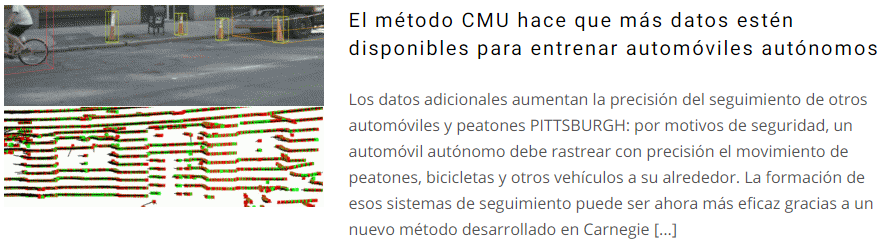 El método CMU hace que más datos estén
disponibles para entrenar automóviles autónomos
Los datos adicionales aumentan la precisión del seguimiento de otros
automóviles y peatones PITTSBURGH: por motivos de seguridad, un
automóvil autónomo debe rastrear con precisión el movimiento de
peatones, bicicletas y otros vehículos a su alrededor. La formación de
esos sistemas de seguimiento puede ser ahora más eficaz gracias a un
nuevo método desarrollado en Carnegie [...]